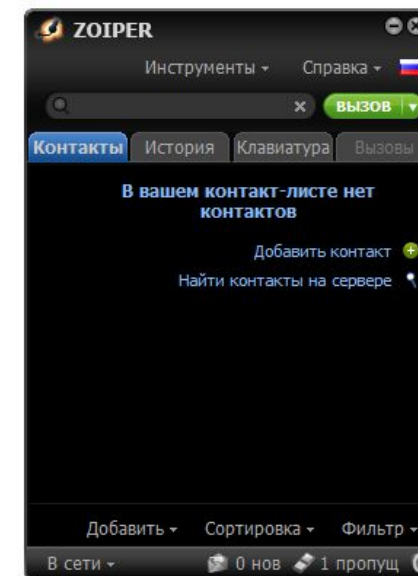 ZOIPER
Инструменты Справка
вызов
Контакты История Клавиатура Вызовы
В вашем контакт-листе нет
контактов
Добавить контакт
Найти контакты на сервере
Добавить Сортировка Фильтр
В сети 0 нов 1 пропущ